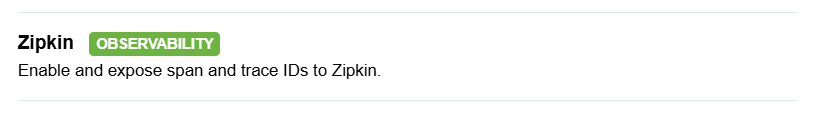 Zipkin OBSERVABILITY
Enable and expose span and trace IDs to Zipkin.